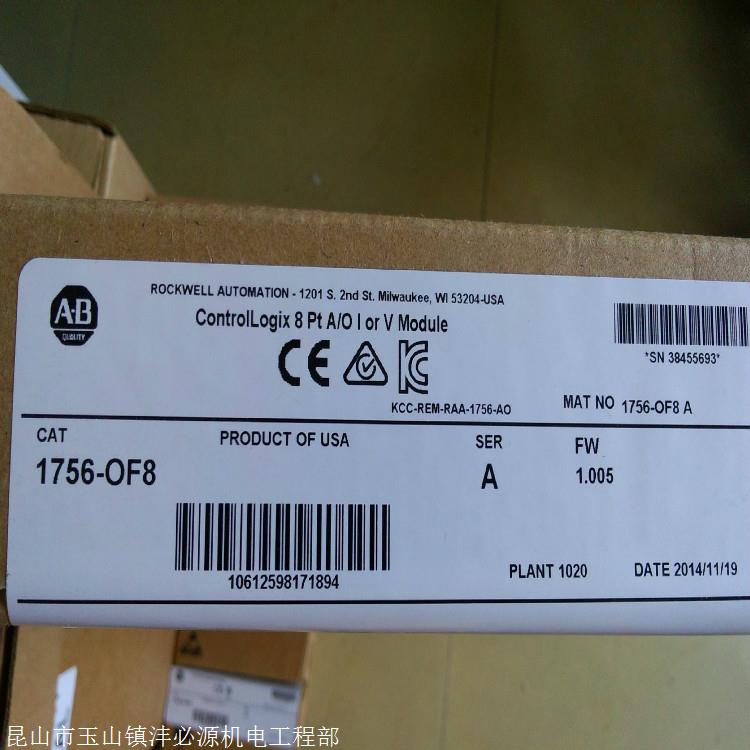 A-B
QUALITY
ROCKWELL AUTOMATION - 1201 S. 2nd St. Milwaukee, WI 53204-USA
ControlLogix 8 Pt A/O I or V Module
CE
KCC-REM-RAA-1756-AO
*SN 38455693*
MAT NO 1756-OF8 A
CAT
1756-OF8
PRODUCT OF USA
SER
A
FW
1.005
10612598171894
PLANT 1020
DATE 2014/11/19
昆山市玉山镇沣必源机电工程部